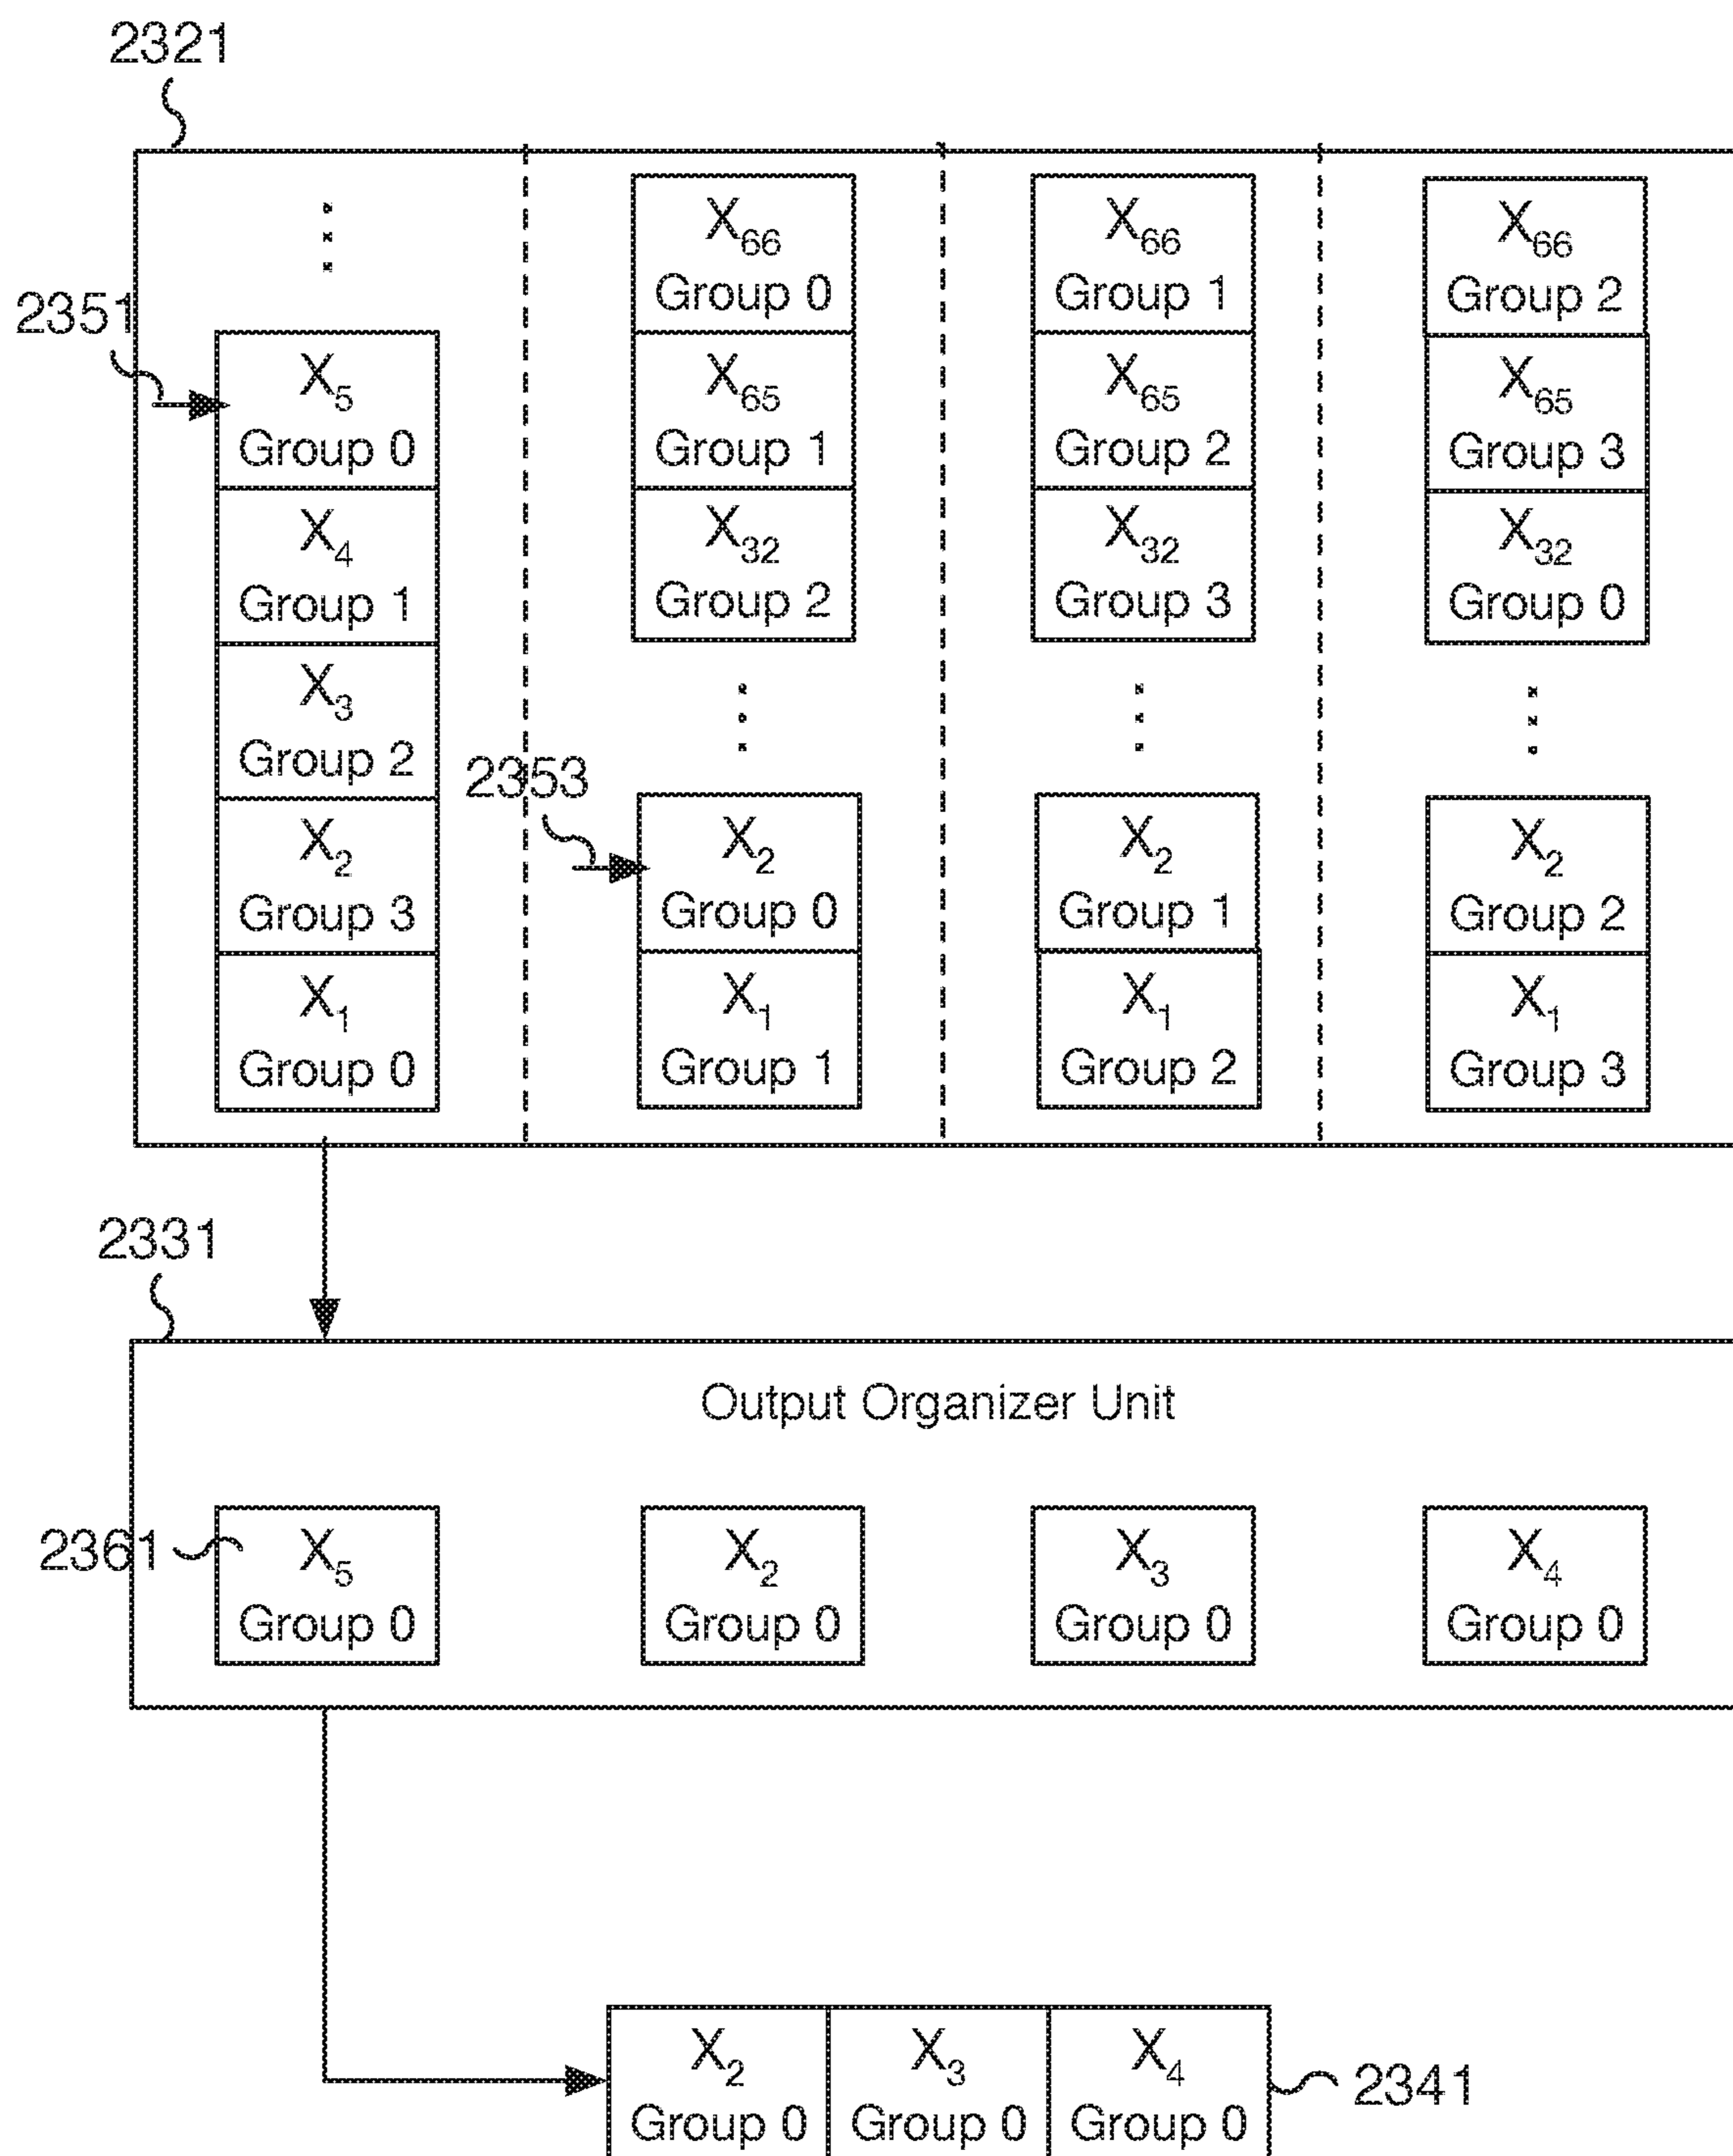 2321
⋮
X₆₆
Group 0
X₆₆
Group 1
X₆₆
Group 2
2351
X₅
Group 0
X₆₅
Group 1
X₆₅
Group 2
X₆₅
Group 3
X₄
Group 1
X₃₂
Group 2
X₃₂
Group 3
X₃₂
Group 0
X₃
Group 2
⋮
⋮
⋮
2353
X₂
Group 3
X₂
Group 0
X₂
Group 1
X₂
Group 2
X₁
Group 0
X₁
Group 1
X₁
Group 2
X₁
Group 3
2331
Output Organizer Unit
2361
X₅
Group 0
X₂
Group 0
X₃
Group 0
X₄
Group 0
X₂
Group 0
X₃
Group 0
X₄
Group 0
2341